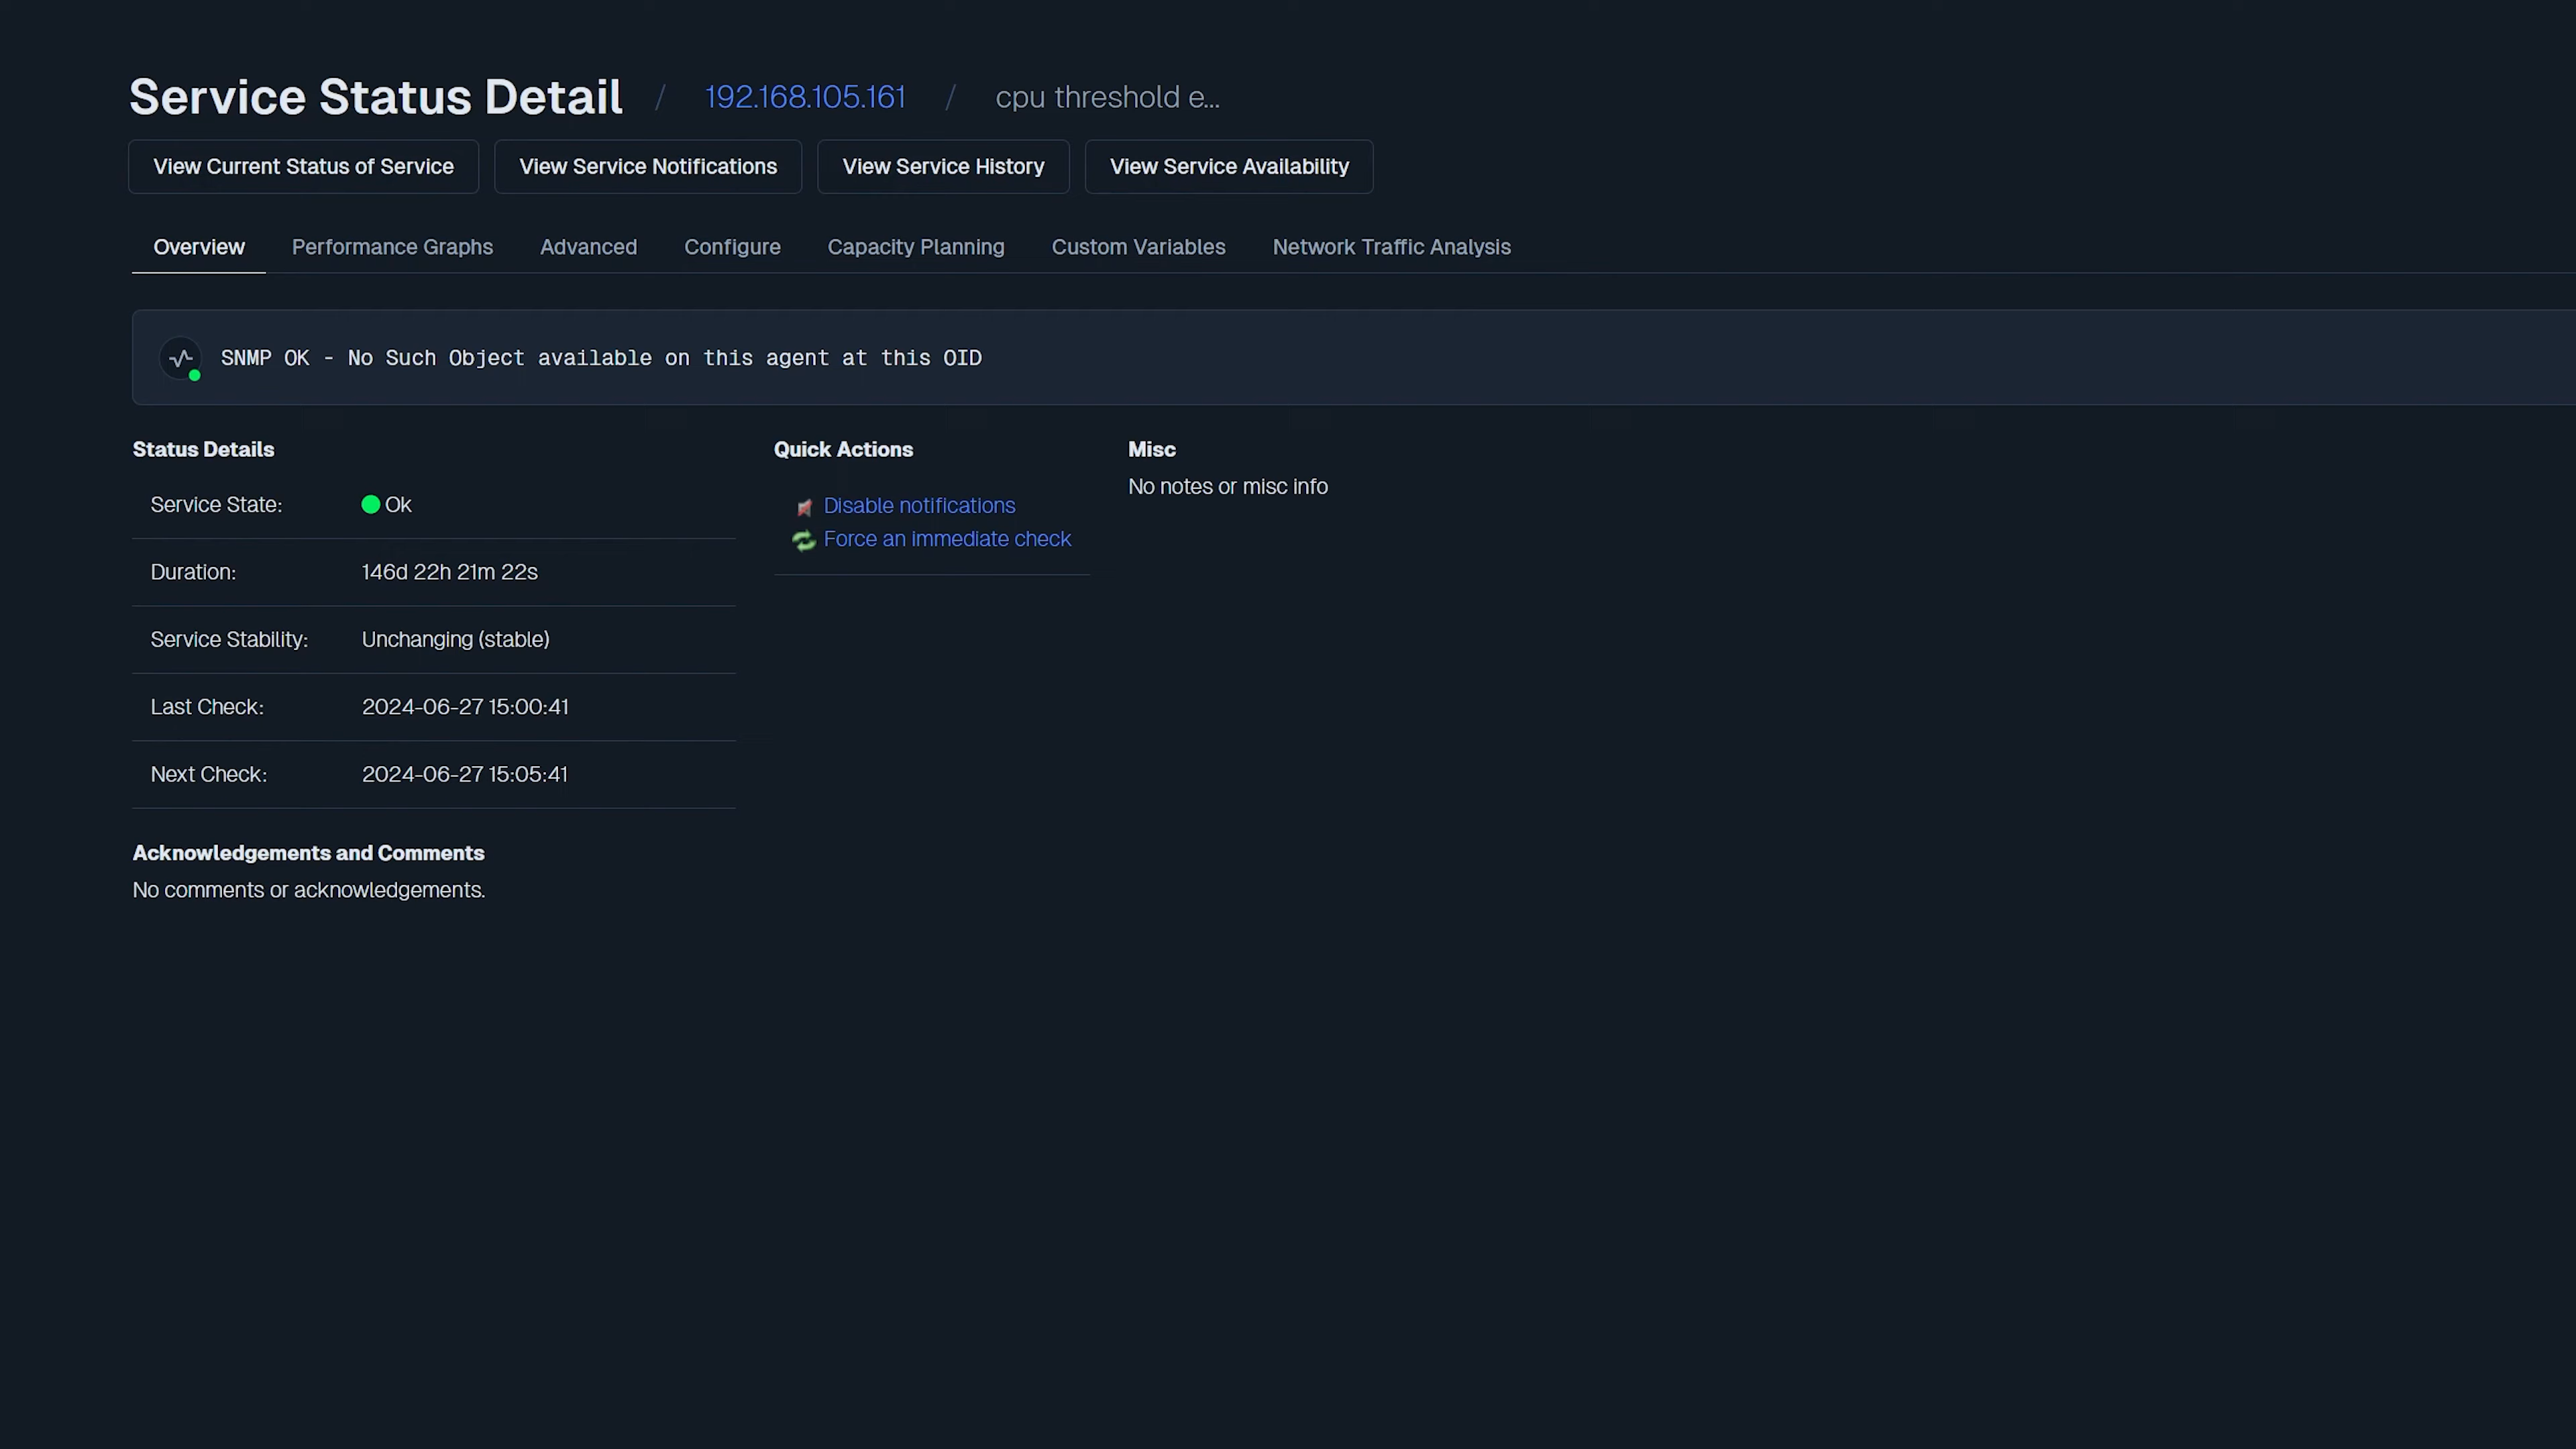 Service Status Detail / 192.168.105.161 / cpu threshold e...
View Current Status of Service View Service Notifications View Service History View Service Availability
Overview Performance Graphs Advanced Configure Capacity Planning Custom Variables Network Traffic Analysis
SNMP OK - No Such Object available on this agent at this OID
Status Details
Service State: Ok
Duration: 146d 22h 21m 22s
Service Stability: Unchanging (stable)
Last Check: 2024-06-27 15:00:41
Next Check: 2024-06-27 15:05:41
Acknowledgements and Comments
No comments or acknowledgements.
Quick Actions
Disable notifications
Force an immediate check
Misc
No notes or misc info